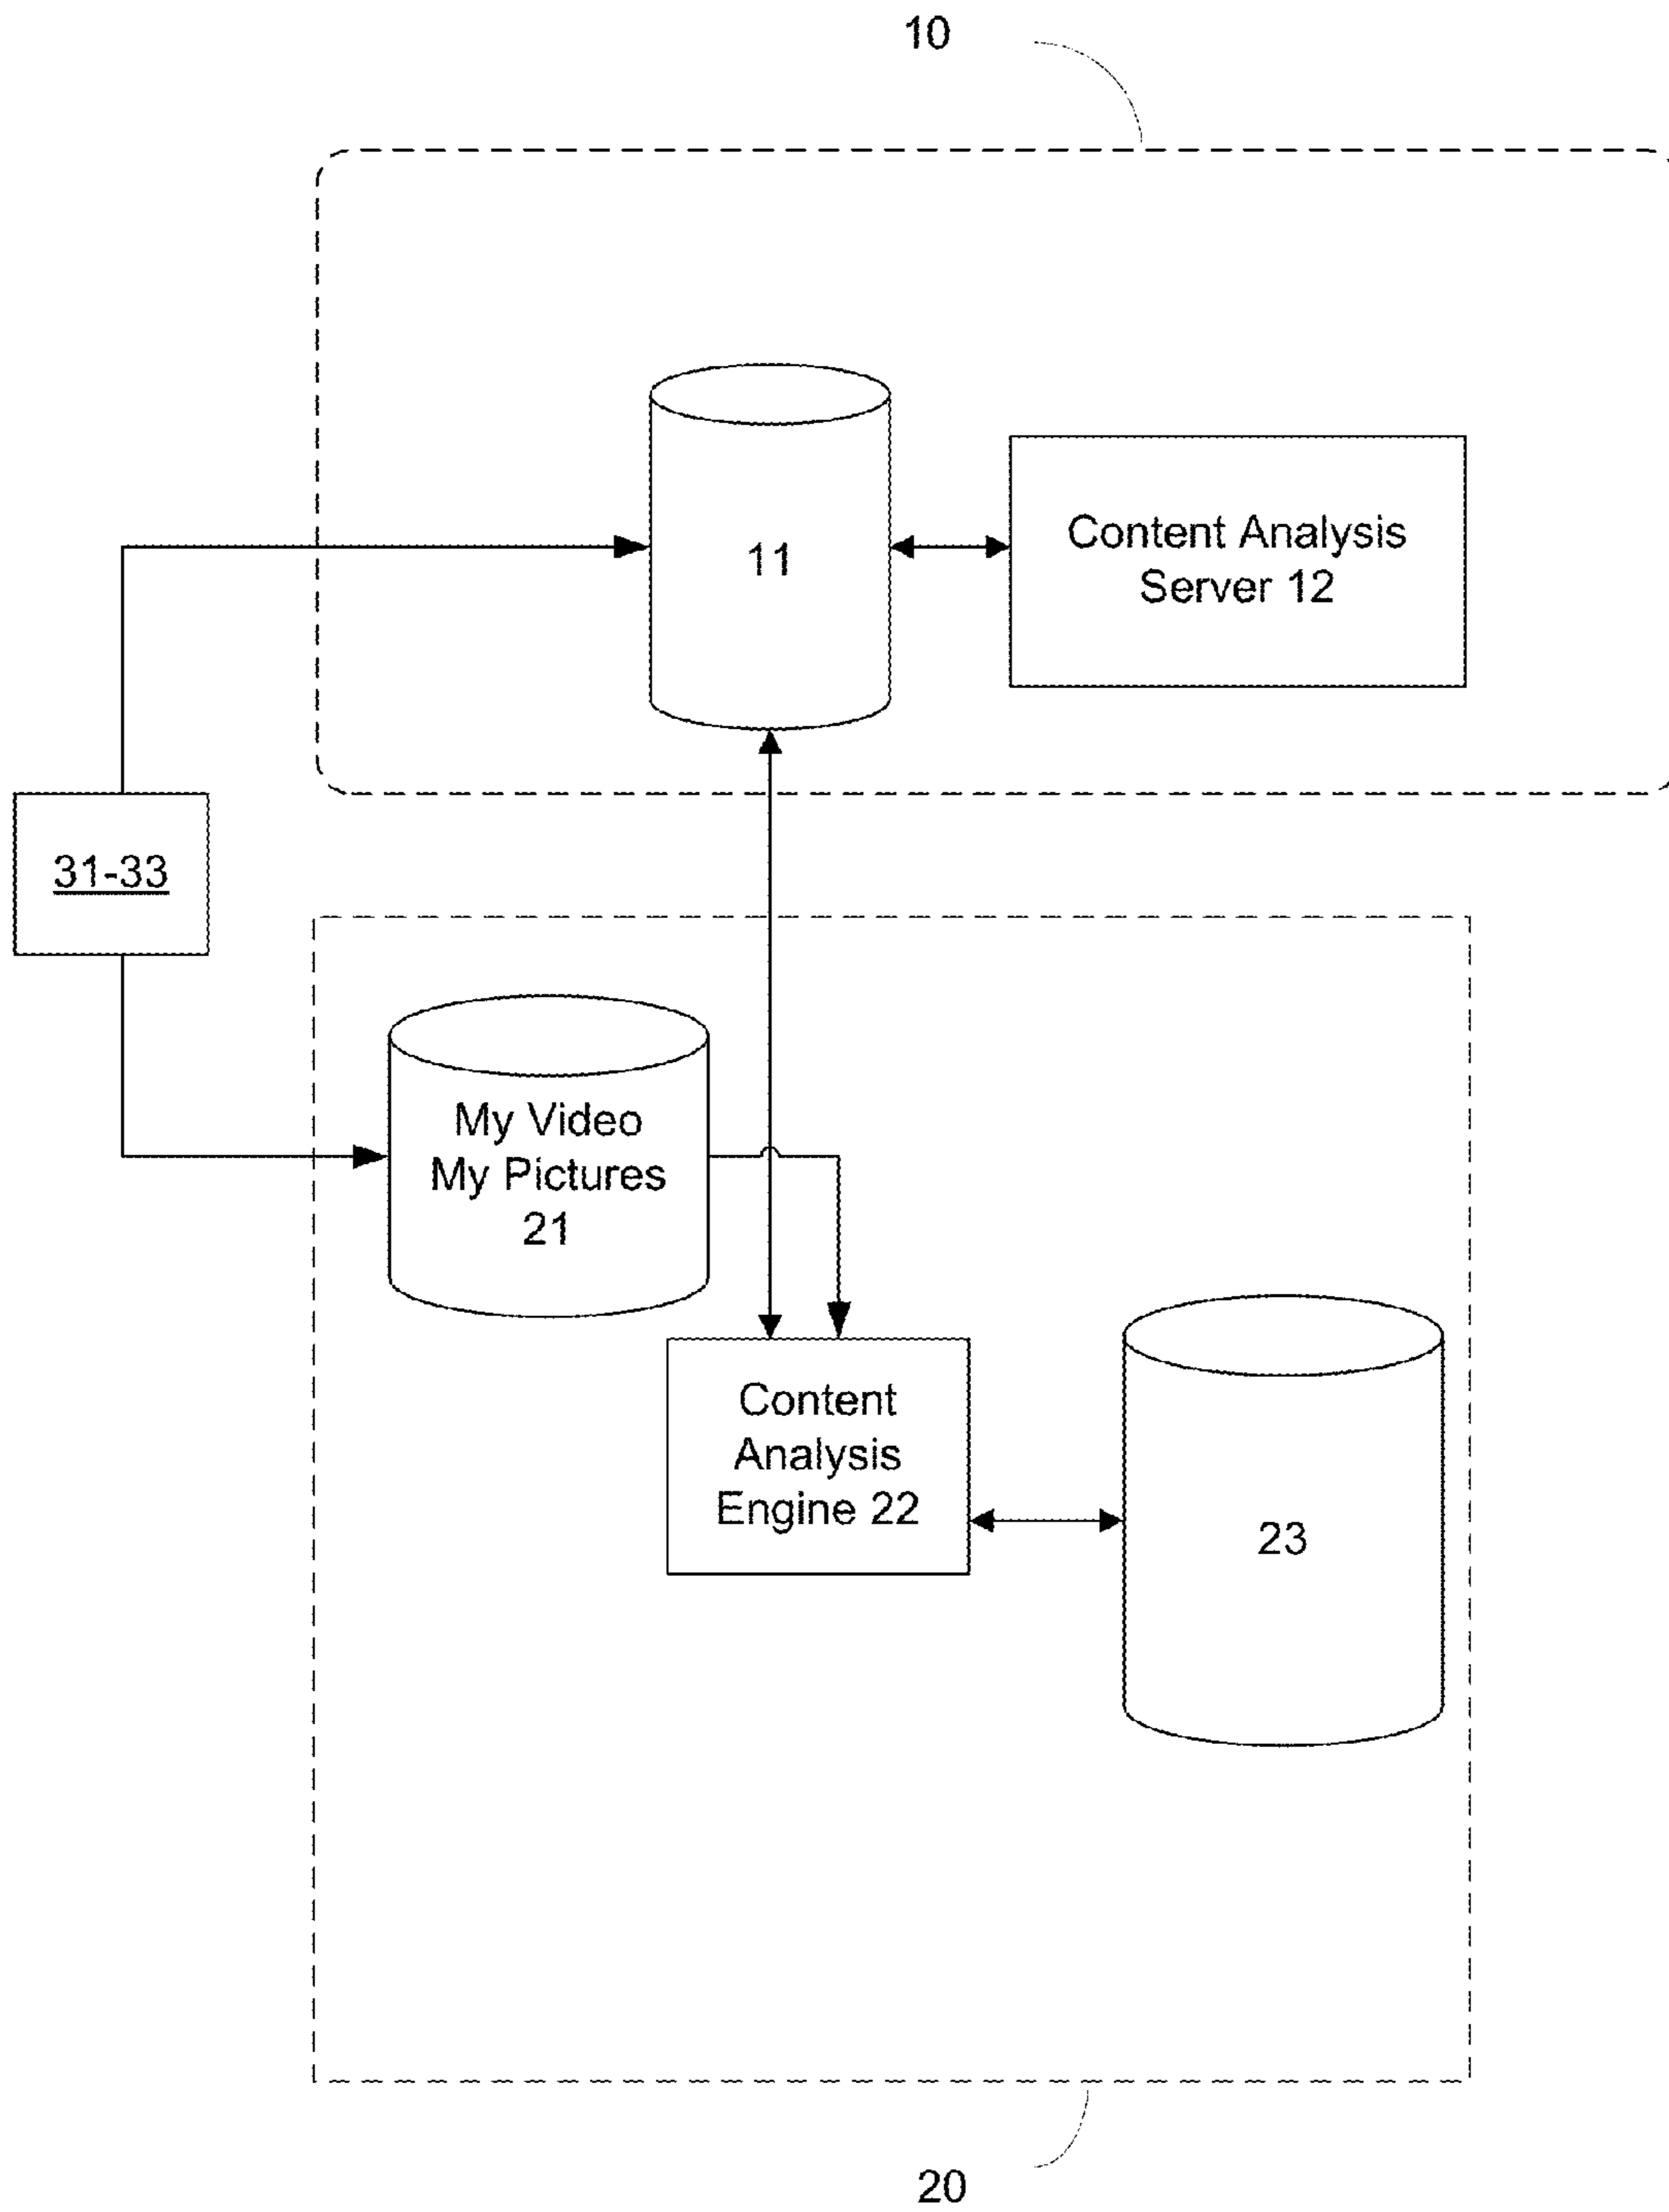 10
11
Content Analysis
Server 12
31-33
My Video
My Pictures
21
Content
Analysis
Engine 22
23
20